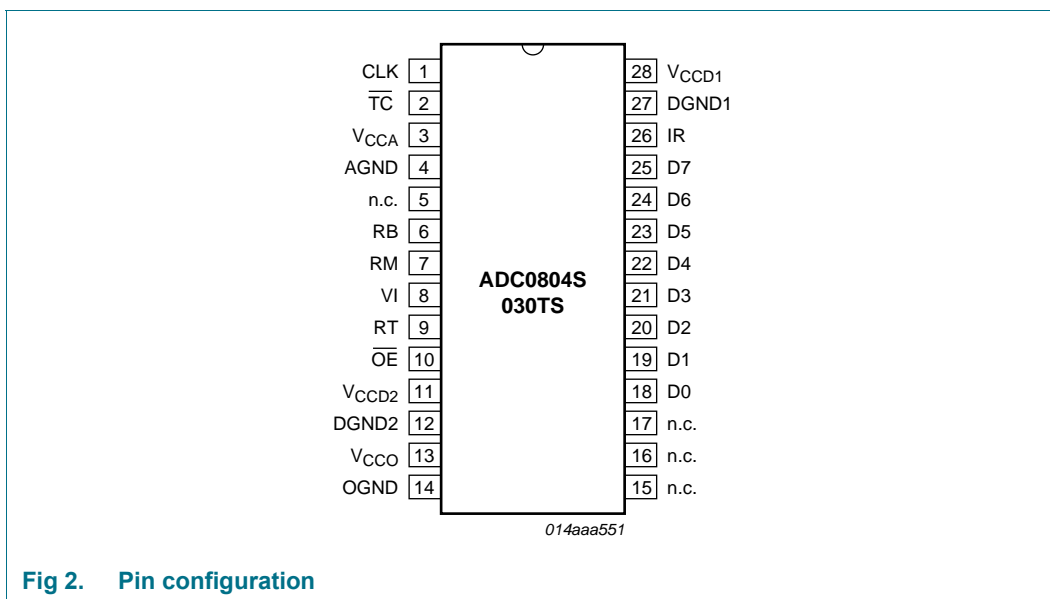 CLK 1 28 VCCD1
TC 2 27 DGND1
VCCA 3 26 IR
AGND 4 25 D7
n.c. 5 24 D6
RB 6 23 D5
RM 7 22 D4
VI 8 21 D3
RT 9 20 D2
OE 10 19 D1
VCCD2 11 18 D0
DGND2 12 17 n.c.
VCCO 13 16 n.c.
OGND 14 15 n.c.
ADC0804S
030TS
014aaa551
Fig 2. Pin configuration